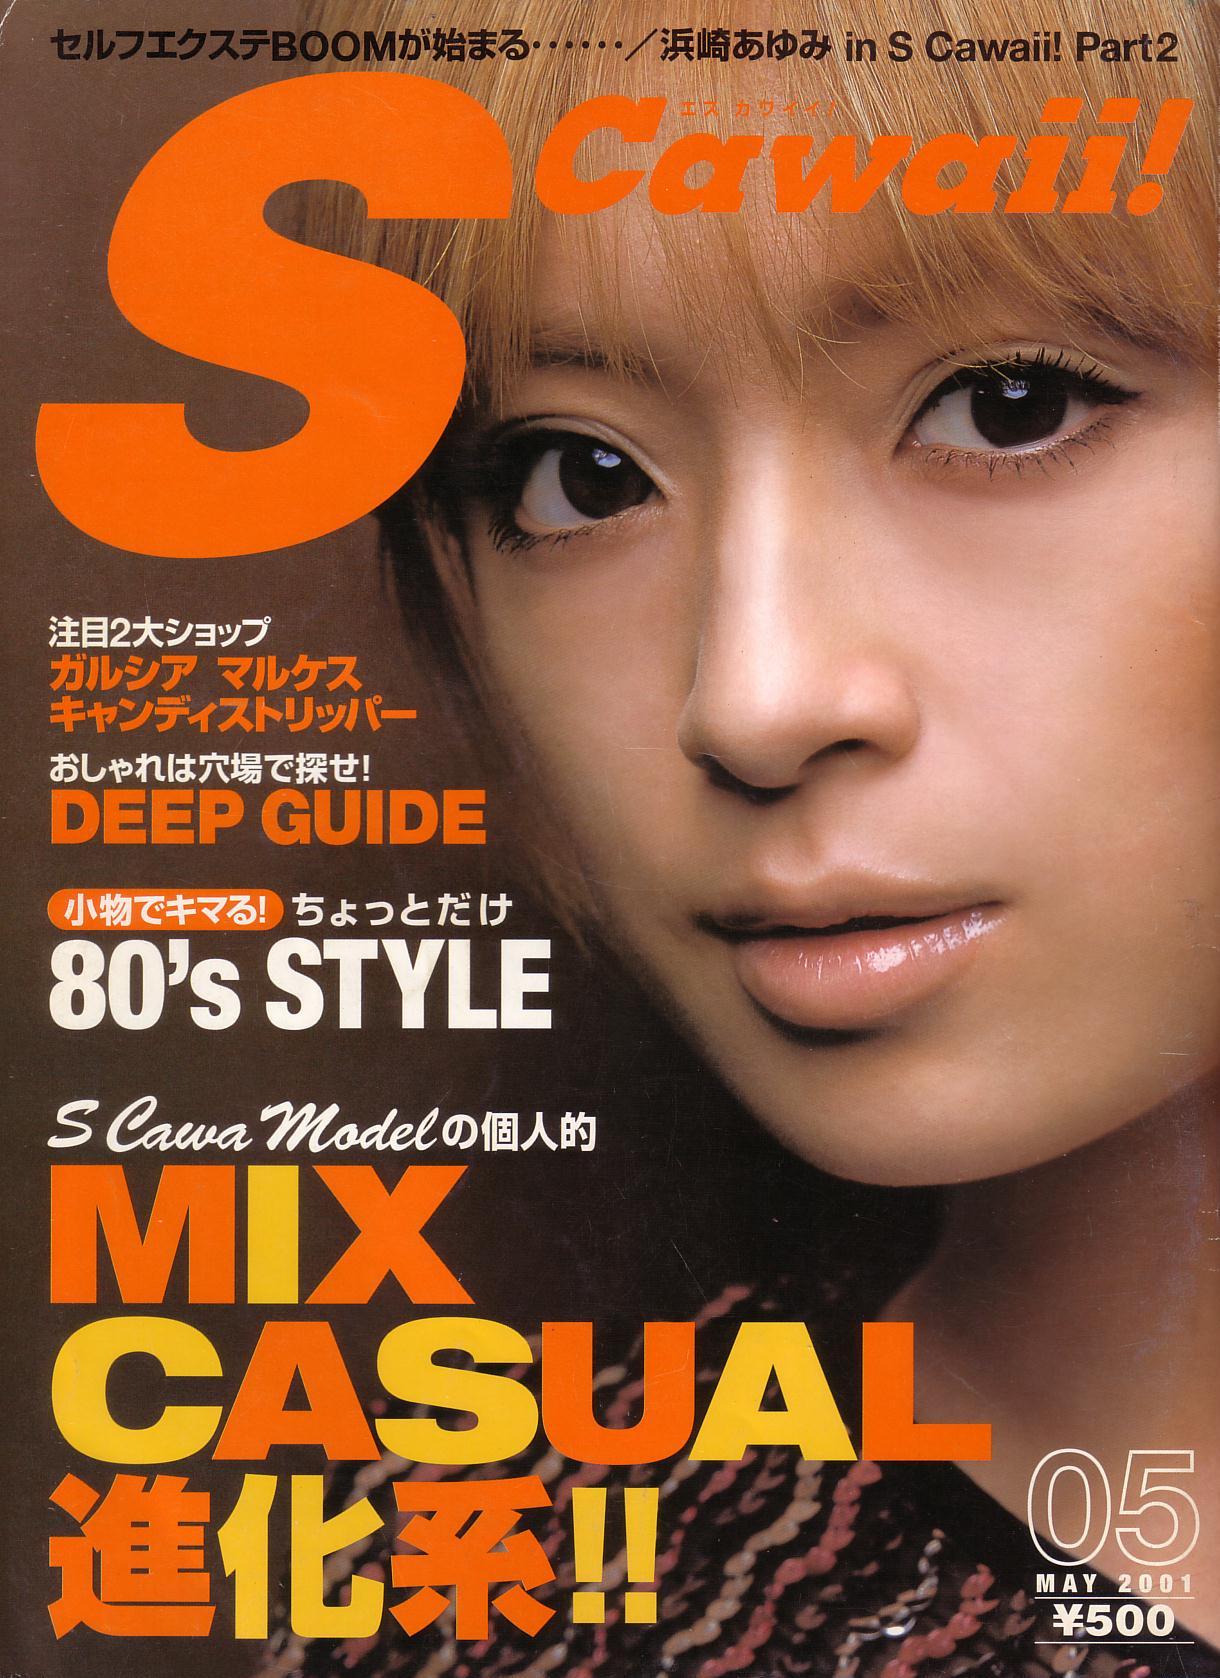 セルフエクステBOOMが始まる‥‥‥／浜崎あゆみ in S Cawaii! Part2
エス カワイイ!
S Cawaii!
注目2大ショップ
ガルシア マルケス
キャンディストリッパー
おしゃれは穴場で探せ!
DEEP GUIDE
小物でキマる! ちょっとだけ
80's STYLE
S Cawa Modelの個人的
MIX
CASUAL
進化系!!
05
MAY 2001
¥500